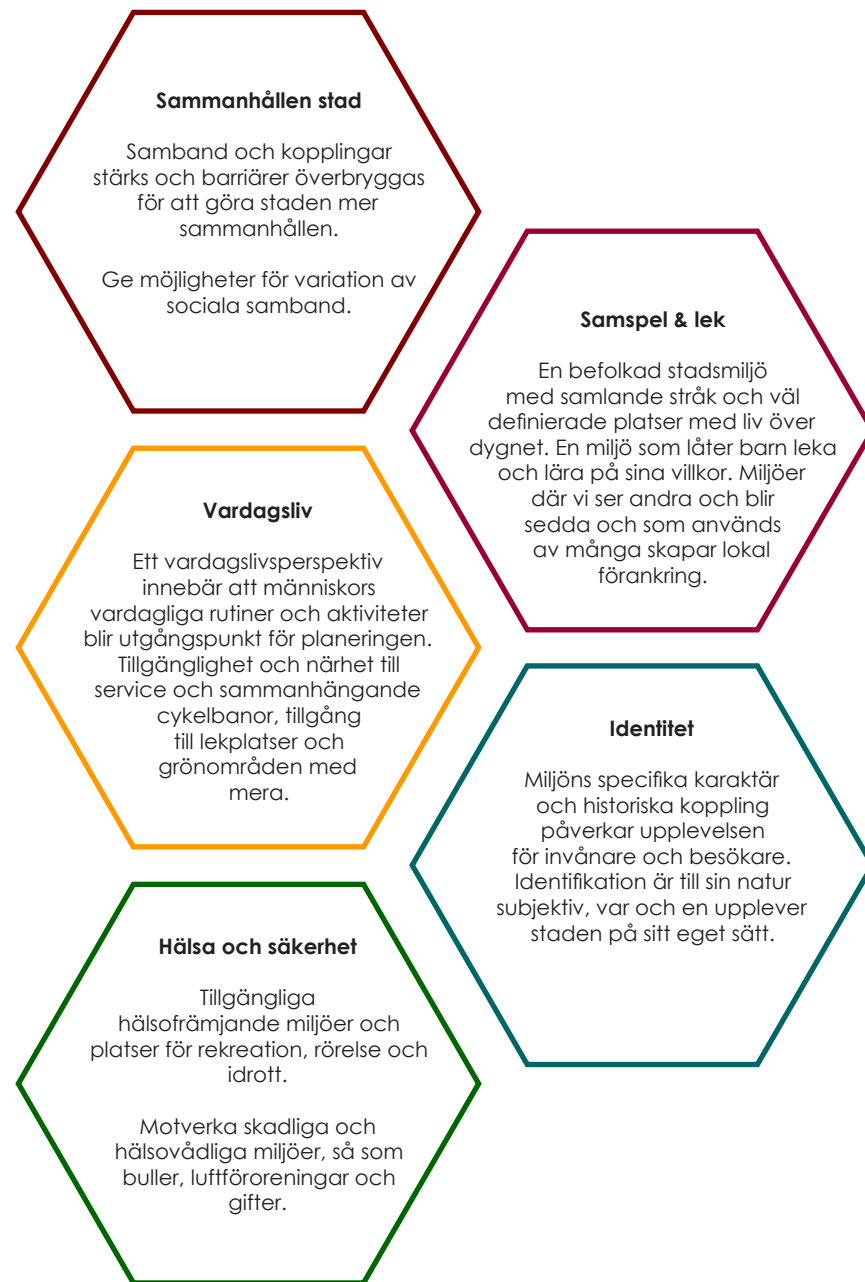 Sammanhållen stad
Samband och kopplingar
stärks och barriärer överbryggas
för att göra staden mer
sammanhållen.
Ge möjligheter för variation av
sociala samband.
Samspel & lek
En befolkad stadsmiljö
med samlande stråk och väl
definierade platser med liv över
dygnet. En miljö som låter barn leka
och lära på sina villkor. Miljöer
där vi ser andra och blir
sedda och som används
av många skapar lokal
förankring.
Vardagsliv
Ett vardagslivsperspektiv
innebär att människors
vardagliga rutiner och aktiviteter
blir utgångspunkt för planeringen.
Tillgänglighet och närhet till
service och sammanhängande
cykelbanor, tillgång
till lekplatser och
grönområden med
mera.
Identitet
Miljöns specifika karaktär
och historiska koppling
påverkar upplevelsen
för invånare och besökare.
Identifikation är till sin natur
subjektiv, var och en upplever
staden på sitt eget sätt.
Hälsa och säkerhet
Tillgängliga
hälsofrämjande miljöer och
platser för rekreation, rörelse och
idrott.
Motverka skadliga och
hälsovådliga miljöer, så som
buller, luftföroreningar och
gifter.